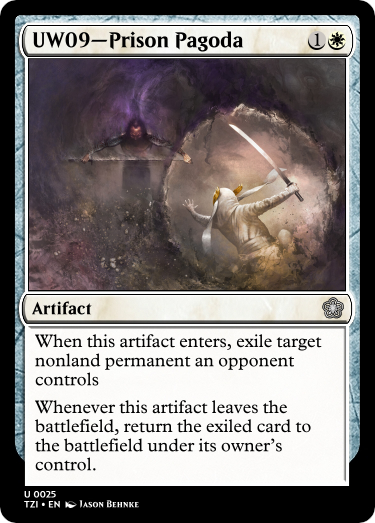 UW09—Prison Pagoda 1
Artifact
When this artifact enters, exile target
nonland permanent an opponent
controls
Whenever this artifact leaves the
battlefield, return the exiled card to
the battlefield under its owner's
control.
U 0025
TZI • EN Jason Behnke